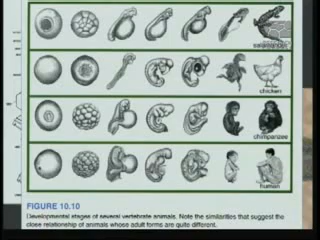 salamander
chicken
chimpanzee
human
FIGURE 10.10
Developmental stages of several vertebrate animals. Note the similarities that suggest the
close relationship of animals whose adult forms are quite different.